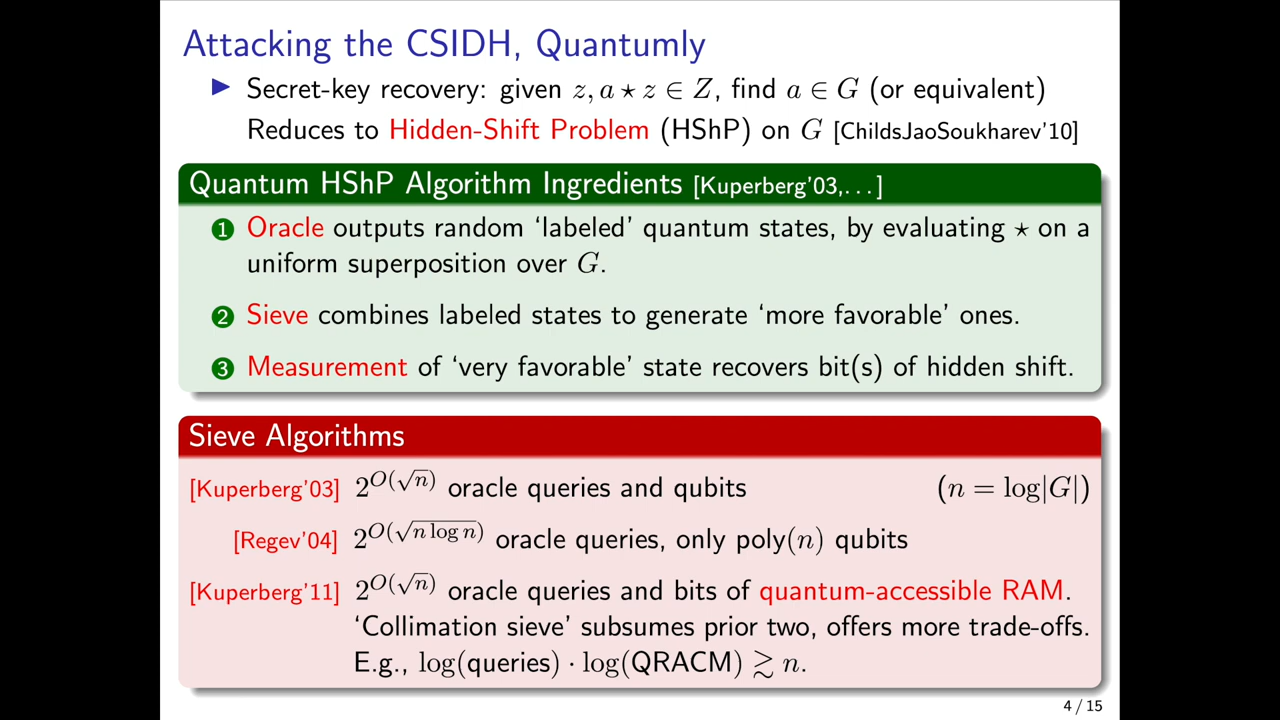 Attacking the CSIDH, Quantumly
▶ Secret-key recovery: given z, a ⋆ z ∈ Z, find a ∈ G (or equivalent)
Reduces to Hidden-Shift Problem (HShP) on G [ChildsJaoSoukharev'10]
Quantum HShP Algorithm Ingredients [Kuperberg'03,...]
1 Oracle outputs random ‘labeled’ quantum states, by evaluating ⋆ on a
uniform superposition over G.
2 Sieve combines labeled states to generate ‘more favorable’ ones.
3 Measurement of ‘very favorable’ state recovers bit(s) of hidden shift.
Sieve Algorithms
[Kuperberg'03] 2^{O(√n)} oracle queries and qubits (n = log|G|)
[Regev'04] 2^{O(√(n log n))} oracle queries, only poly(n) qubits
[Kuperberg'11] 2^{O(√n)} oracle queries and bits of quantum-accessible RAM.
‘Collimation sieve’ subsumes prior two, offers more trade-offs.
E.g., log(queries) · log(QRACM) ≳ n.
4 / 15